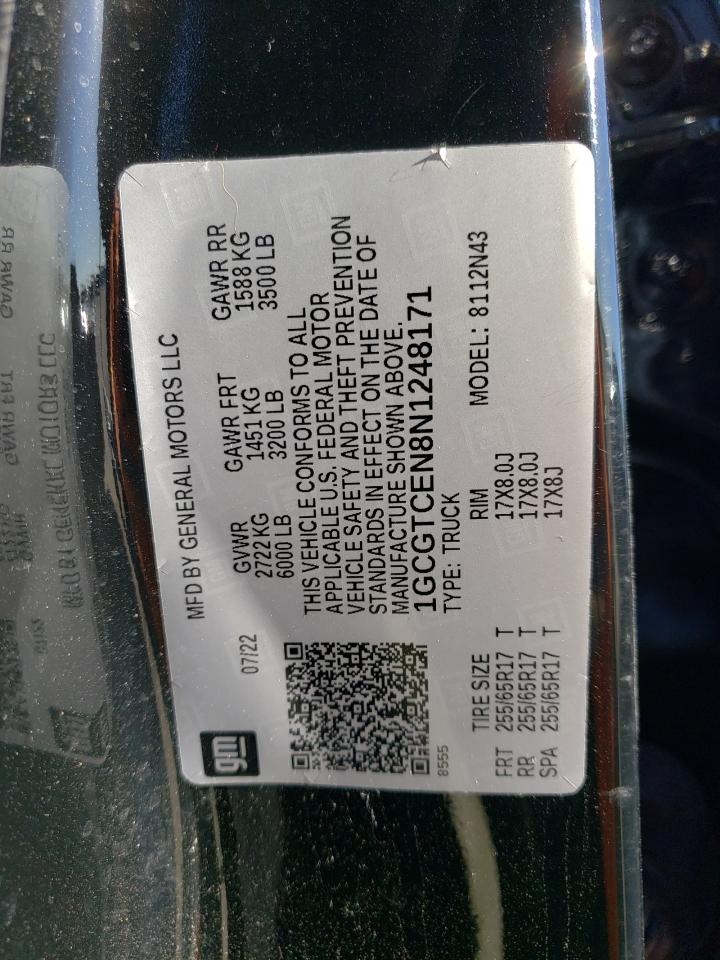 gm
MFD BY GENERAL MOTORS LLC
07/22
GVWR GAWR FRT GAWR RR
2722 KG 1451 KG 1588 KG
6000 LB 3200 LB 3500 LB
THIS VEHICLE CONFORMS TO ALL
APPLICABLE U.S. FEDERAL MOTOR
VEHICLE SAFETY AND THEFT PREVENTION
STANDARDS IN EFFECT ON THE DATE OF
MANUFACTURE SHOWN ABOVE.
1GCGTCEN8N1248171
8555
TYPE: TRUCK MODEL: 8112N43
TIRE SIZE RIM
FRT 255/65R17 T 17X8.0J
RR 255/65R17 T 17X8.0J
SPA 255/65R17 T 17X8J